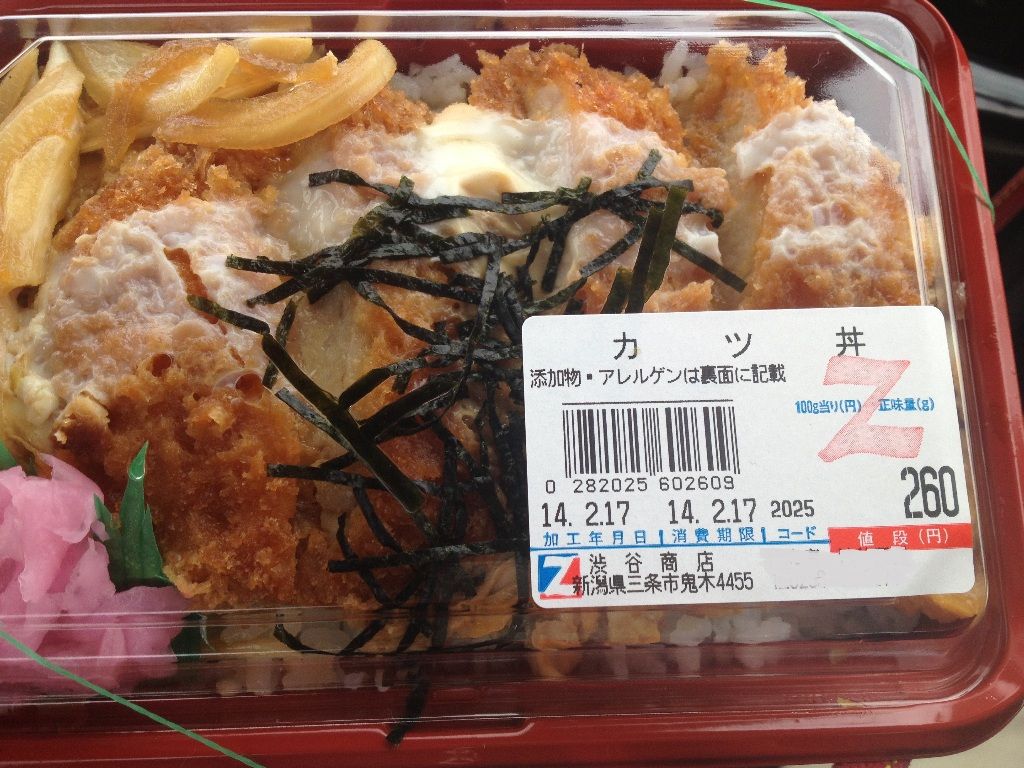 カツ丼
添加物・アレルゲンは裏面に記載
Z
100g当り(円) 正味量(g)
0 282025 602609
260
14. 2.17 14. 2.17 2025
加工年月日 消費期限 コード 値段(円)
Z 渋谷商店
新潟県三条市鬼木4455